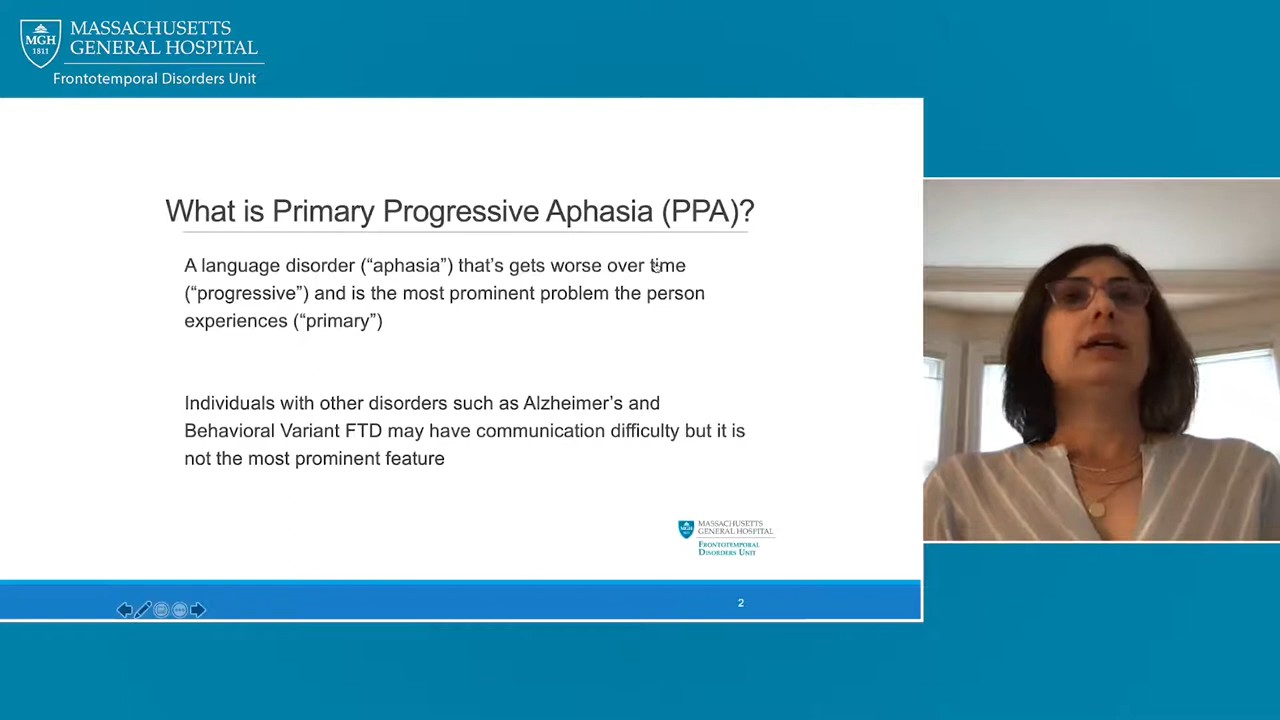 MGH
1811
MASSACHUSETTS
GENERAL HOSPITAL
Frontotemporal Disorders Unit
What is Primary Progressive Aphasia (PPA)?
A language disorder (“aphasia”) that’s gets worse over time
(“progressive”) and is the most prominent problem the person
experiences (“primary”)
Individuals with other disorders such as Alzheimer’s and
Behavioral Variant FTD may have communication difficulty but it is
not the most prominent feature
MGH
MASSACHUSETTS
GENERAL HOSPITAL
FRONTOTEMPORAL
DISORDERS UNIT
2